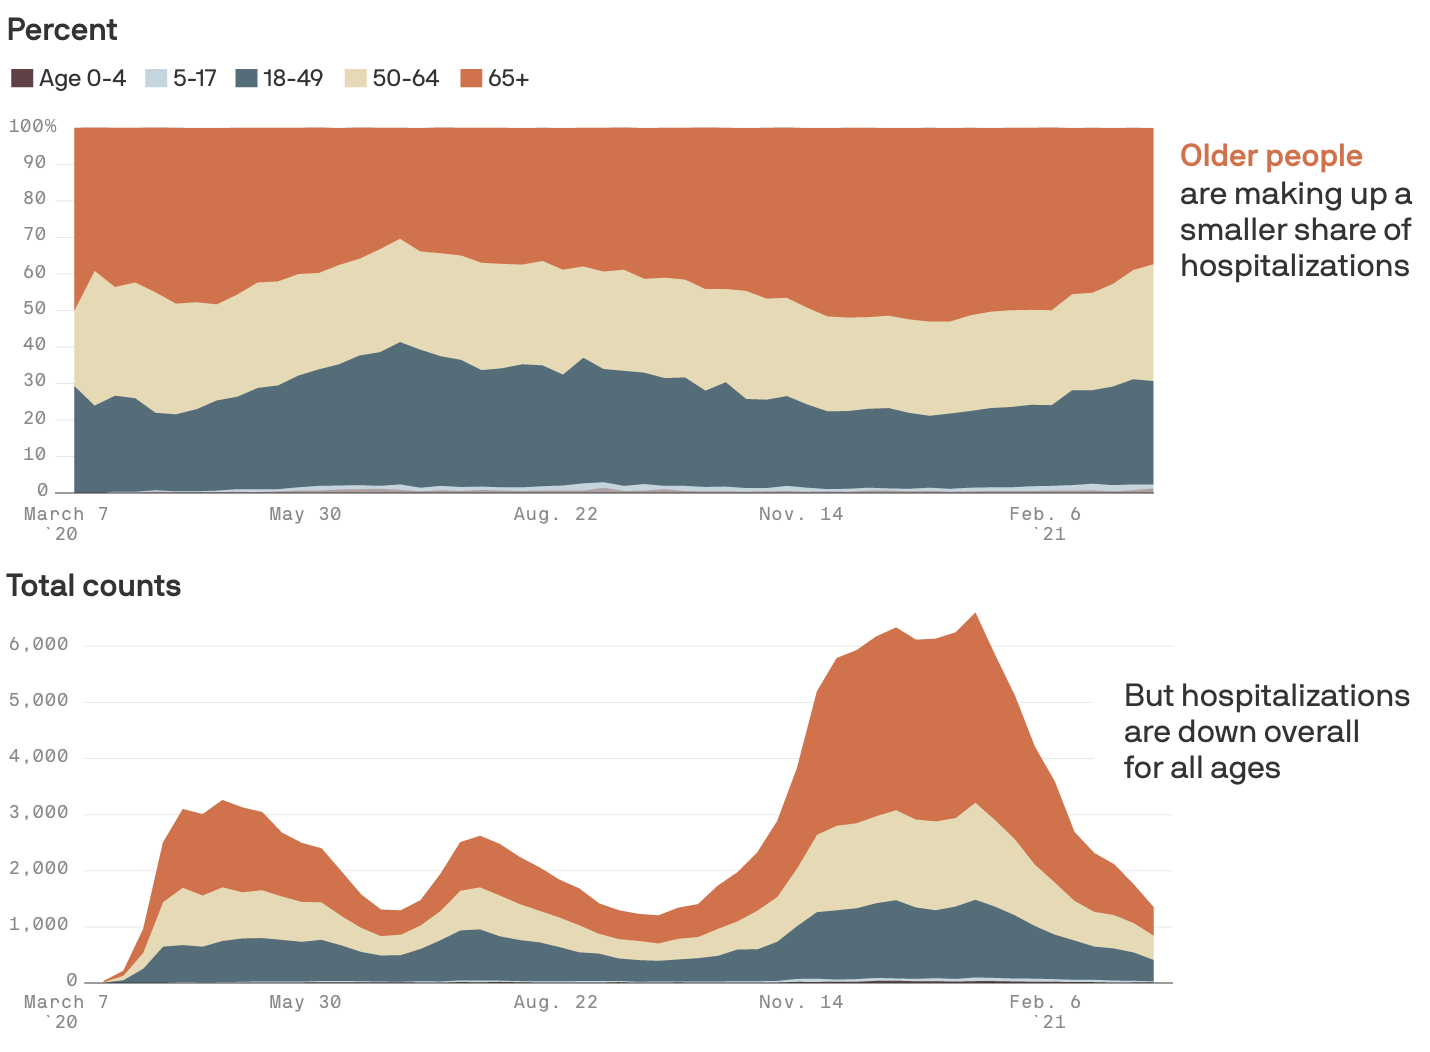 Percent
Age 0-4 5-17 18-49 50-64 65+
100%
90
80
70
60
50
40
30
20
10
0
March 7 `20 May 30 Aug. 22 Nov. 14 Feb. 6 `21
Older people
are making up a
smaller share of
hospitalizations
Total counts
6,000
5,000
4,000
3,000
2,000
1,000
0
March 7 `20 May 30 Aug. 22 Nov. 14 Feb. 6 `21
But hospitalizations
are down overall
for all ages